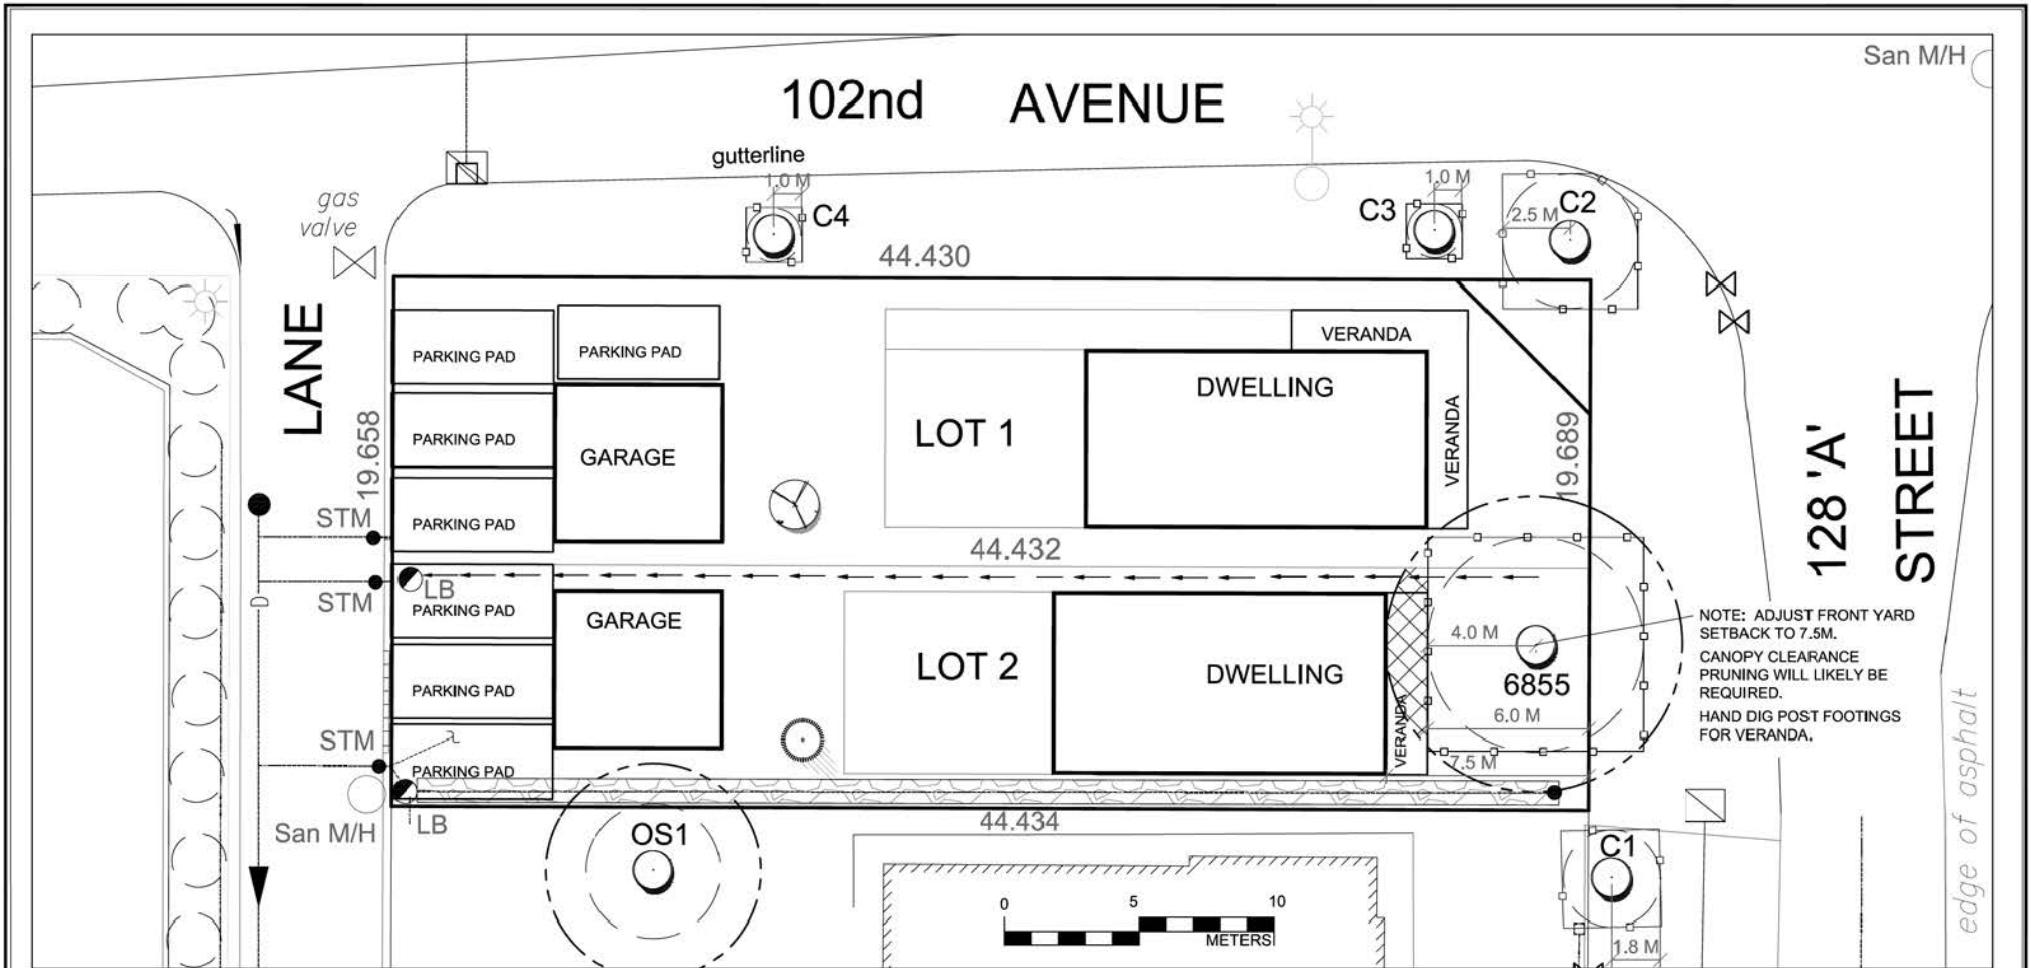 San M/H
102nd AVENUE
gutterline
1.0 M
C4
gas
valve
1.0 M
C3
C2
2.5 M
44.430
LANE
PARKING PAD
PARKING PAD
VERANDA
DWELLING
VERANDA
PARKING PAD
GARAGE
LOT 1
19.658
19.689
128 'A'
STREET
PARKING PAD
STM
44.432
STM
LB
PARKING PAD
GARAGE
LOT 2
DWELLING
VERANDA
4.0 M
6855
6.0 M
7.5 M
NOTE: ADJUST FRONT YARD
SETBACK TO 7.5M.
CANOPY CLEARANCE
PRUNING WILL LIKELY BE
REQUIRED.
HAND DIG POST FOOTINGS
FOR VERANDA.
PARKING PAD
STM
PARKING PAD
D
San M/H
LB
44.434
OS1
C1
0 5 10
METERS
1.8 M
edge of asphalt